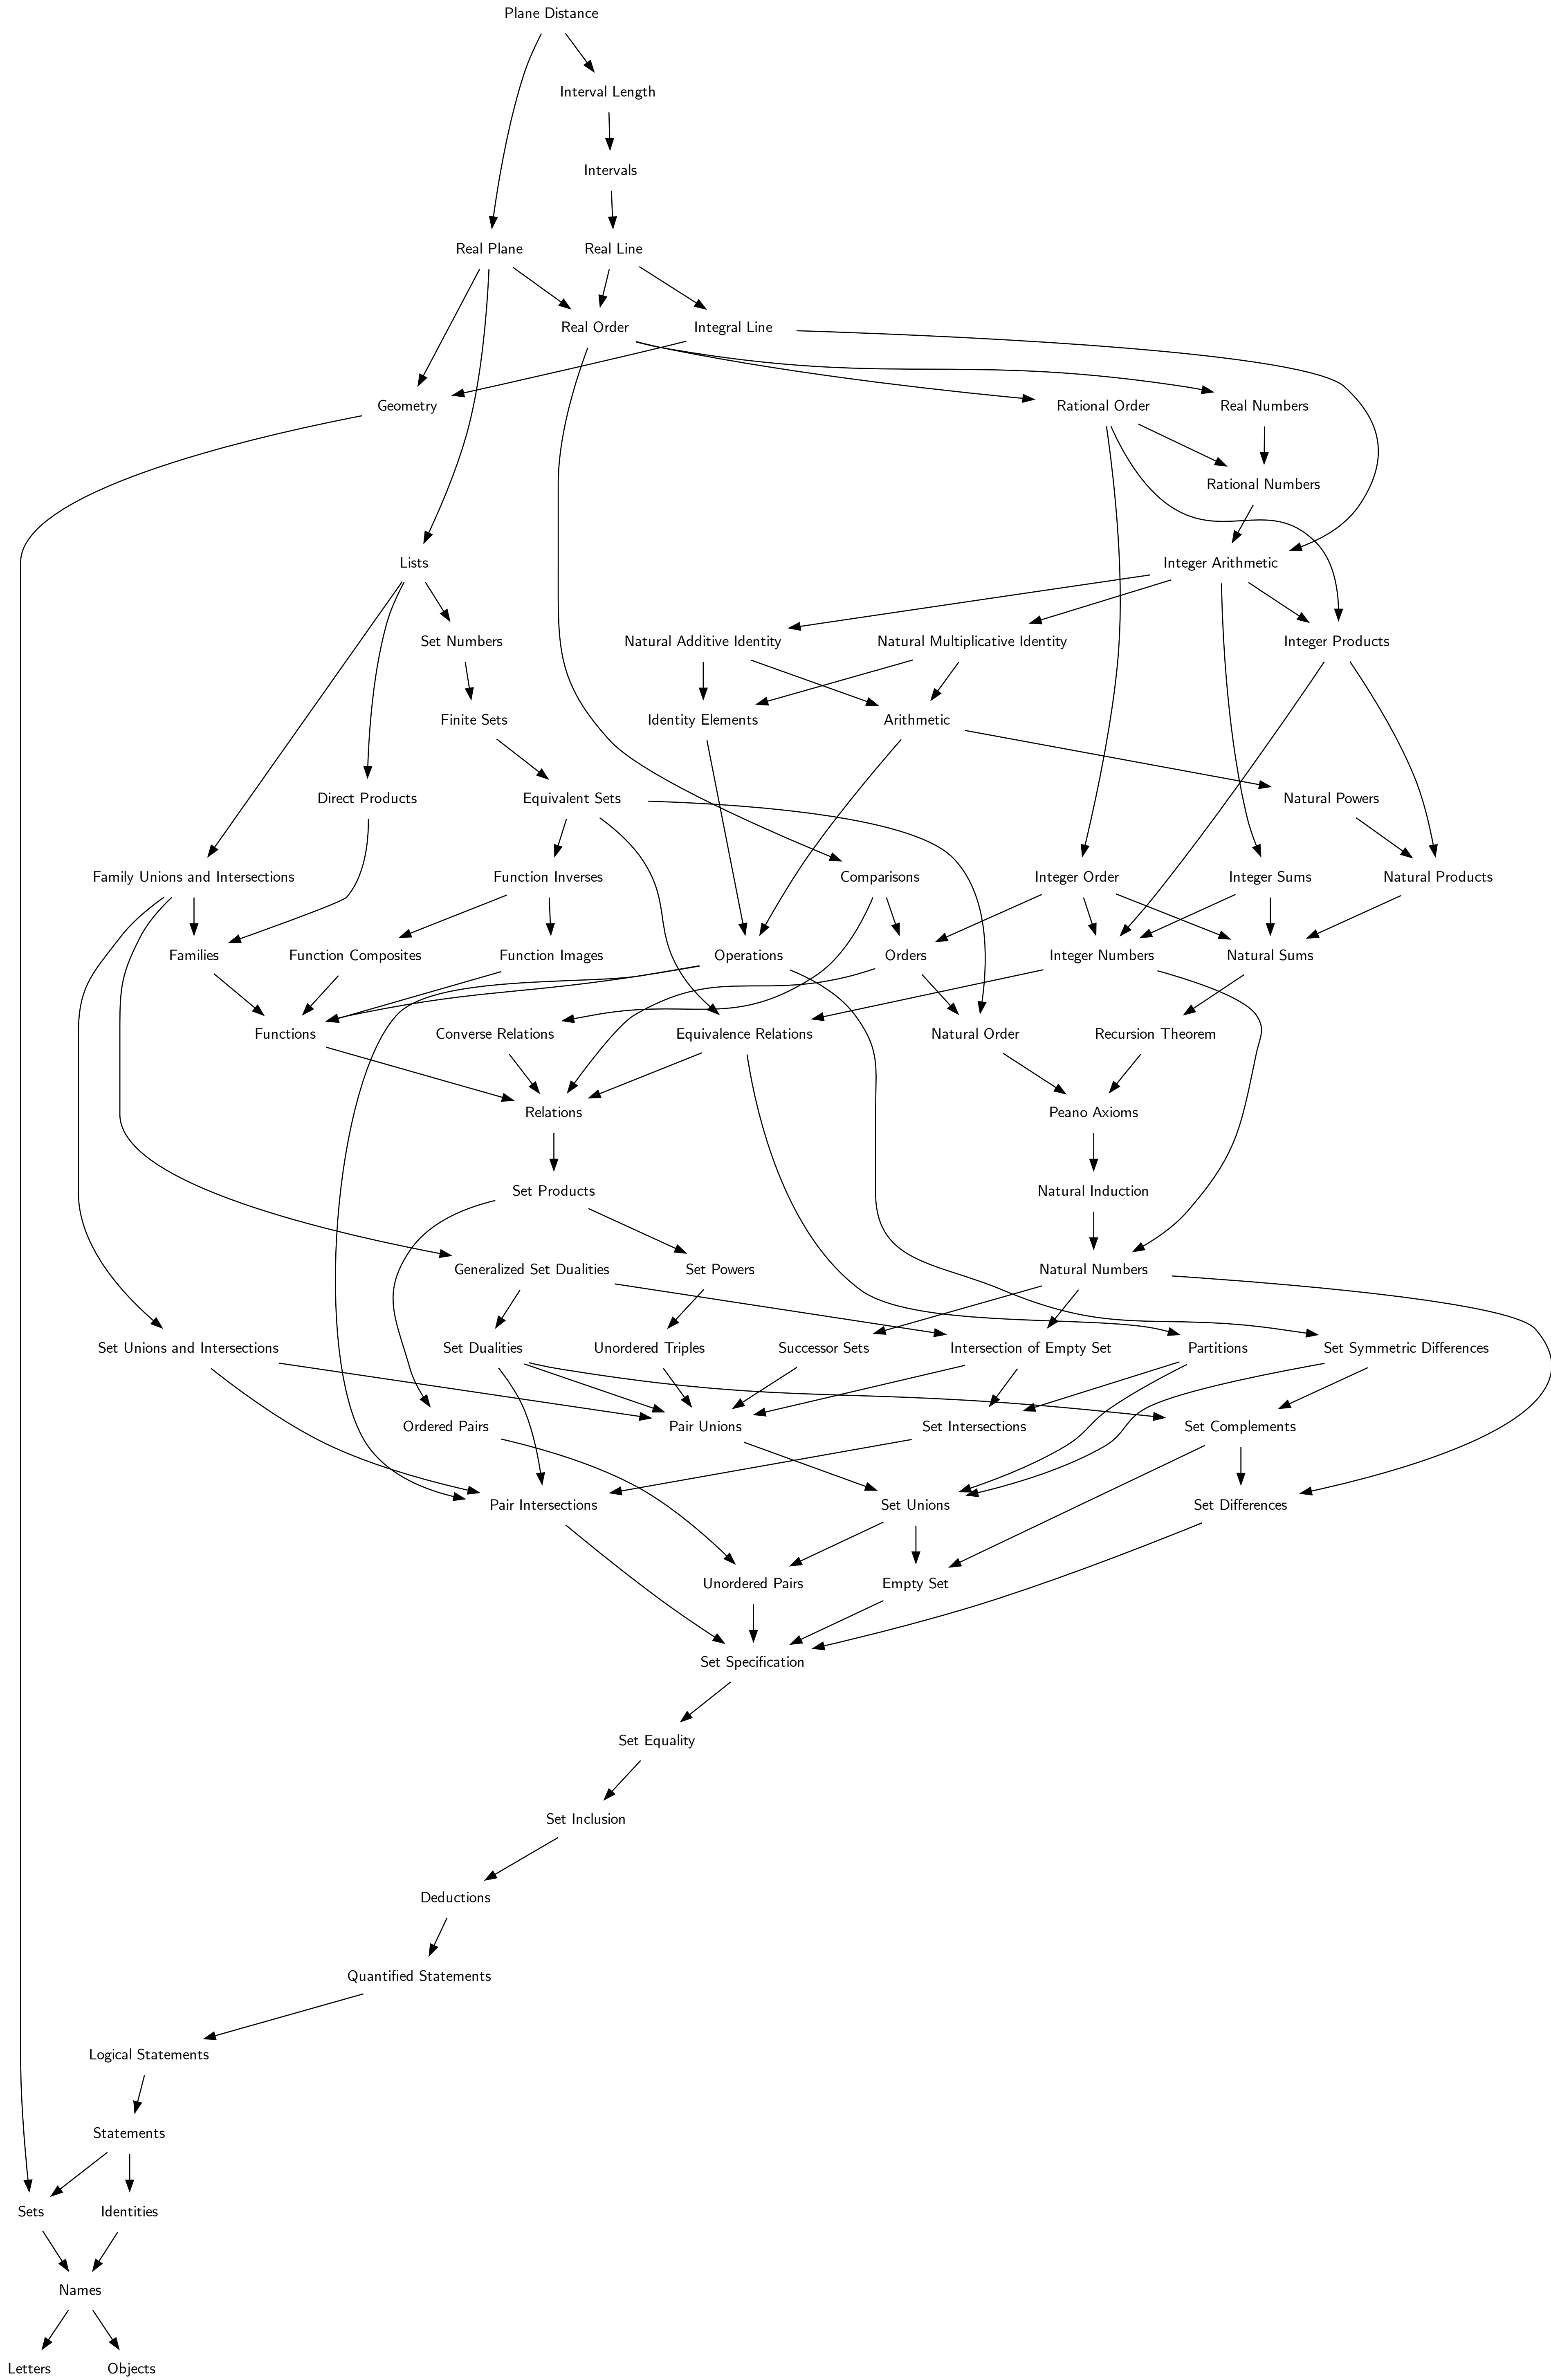 Plane Distance
Interval Length
Intervals
Real Plane
Real Line
Real Order
Integral Line
Geometry
Rational Order
Real Numbers
Rational Numbers
Lists
Integer Arithmetic
Set Numbers
Natural Additive Identity
Natural Multiplicative Identity
Integer Products
Finite Sets
Identity Elements
Arithmetic
Direct Products
Equivalent Sets
Natural Powers
Family Unions and Intersections
Function Inverses
Comparisons
Integer Order
Integer Sums
Natural Products
Families
Function Composites
Function Images
Operations
Orders
Integer Numbers
Natural Sums
Functions
Converse Relations
Equivalence Relations
Natural Order
Recursion Theorem
Relations
Peano Axioms
Set Products
Natural Induction
Generalized Set Dualities
Set Powers
Natural Numbers
Set Unions and Intersections
Set Dualities
Unordered Triples
Successor Sets
Intersection of Empty Set
Partitions
Set Symmetric Differences
Ordered Pairs
Pair Unions
Set Intersections
Set Complements
Pair Intersections
Set Unions
Set Differences
Unordered Pairs
Empty Set
Set Specification
Set Equality
Set Inclusion
Deductions
Quantified Statements
Logical Statements
Statements
Sets
Identities
Names
Letters
Objects